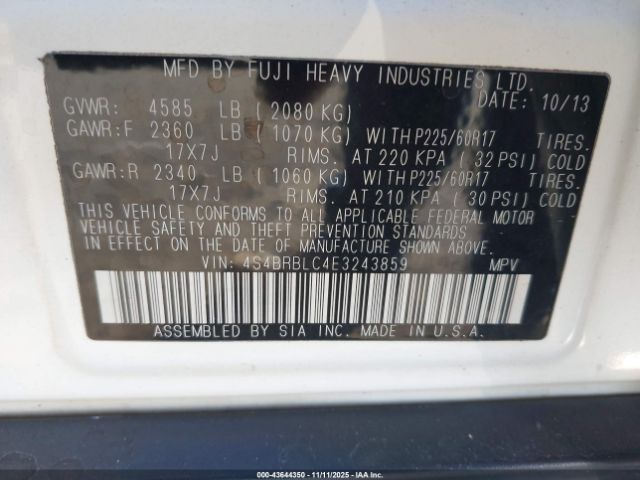 MFD BY FUJI HEAVY INDUSTRIES LTD.
DATE: 10/13
GVWR: 4585 LB (2080 KG)
GAWR:F 2360 LB (1070 KG) WITH P225/60R17 TIRES.
17X7J RIMS. AT 220 KPA (32 PSI) COLD
GAWR:R 2340 LB (1060 KG) WITH P225/60R17 TIRES.
17X7J RIMS. AT 210 KPA (30 PSI) COLD
THIS VEHICLE CONFORMS TO ALL APPLICABLE FEDERAL MOTOR
VEHICLE SAFETY AND THEFT PREVENTION STANDARDS
IN EFFECT ON THE DATE OF MANUFACTURE SHOWN ABOVE.
VIN: 4S4BRBLC4E3243859 MPV
ASSEMBLED BY SIA INC. MADE IN U.S.A.
000-43644350 - 11/11/2025 - Copyright IAA